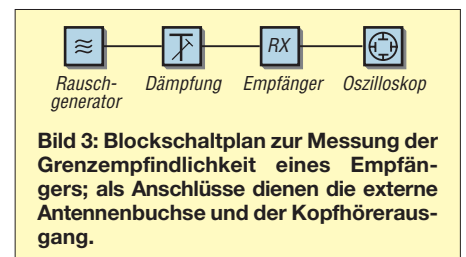 RX
Rausch- Dämpfung Empfänger Oszilloskop
generator
Bild 3: Blockschaltplan zur Messung der
Grenzempfindlichkeit eines Empfän-
gers; als Anschlüsse dienen die externe
Antennenbuchse und der Kopfhöreraus-
gang.